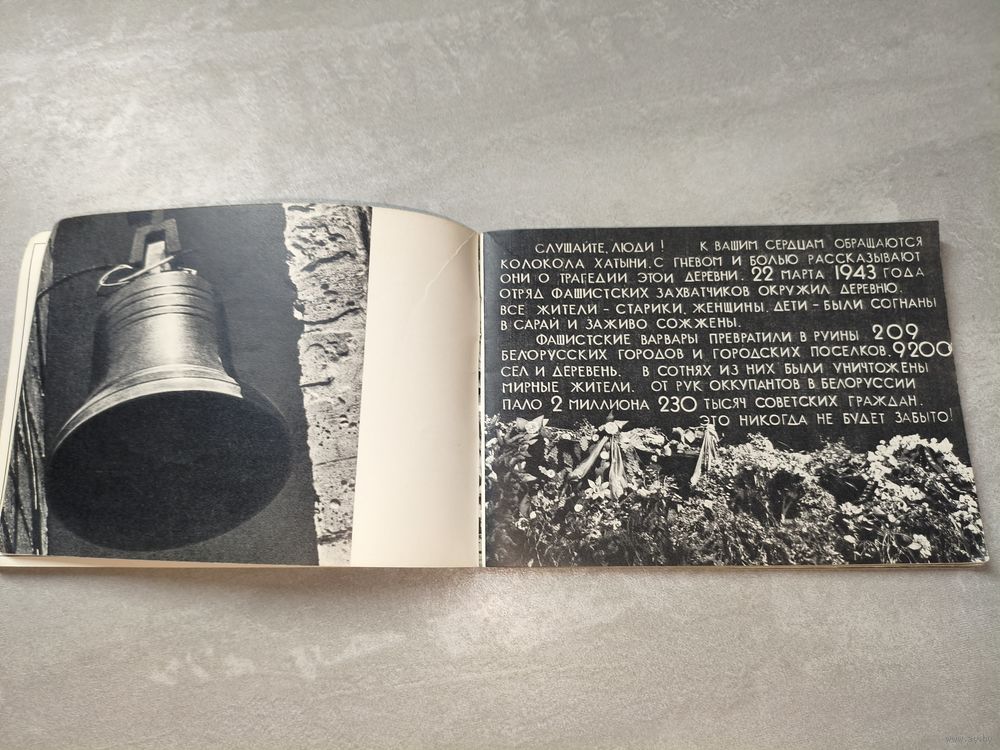 СЛУШАЙТЕ, ЛЮДИ! К ВАШИМ СЕРДЦАМ ОБРАЩАЮТСЯ
КОЛОКОЛА ХАТЫНИ. С ГНЕВОМ И БОЛЬЮ РАССКАЗЫВАЮТ
ОНИ О ТРАГЕДИИ ЭТОЙ ДЕРЕВНИ. 22 МАРТА 1943 ГОДА
ОТРЯД ФАШИСТСКИХ ЗАХВАТЧИКОВ ОКРУЖИЛ ДЕРЕВНЮ.
ВСЕ ЖИТЕЛИ - СТАРИКИ, ЖЕНЩИНЫ, ДЕТИ - БЫЛИ СОГНАНЫ
В САРАЙ И ЗАЖИВО СОЖЖЕНЫ.
ФАШИСТСКИЕ ВАРВАРЫ ПРЕВРАТИЛИ В РУИНЫ 209
БЕЛОРУССКИХ ГОРОДОВ И ГОРОДСКИХ ПОСЕЛКОВ, 9200
СЕЛ И ДЕРЕВЕНЬ. В СОТНЯХ ИЗ НИХ БЫЛИ УНИЧТОЖЕНЫ
МИРНЫЕ ЖИТЕЛИ. ОТ РУК ОККУПАНТОВ В БЕЛОРУССИИ
ПАЛО 2 МИЛЛИОНА 230 ТЫСЯЧ СОВЕТСКИХ ГРАЖДАН.
ЭТО НИКОГДА НЕ БУДЕТ ЗАБЫТО!